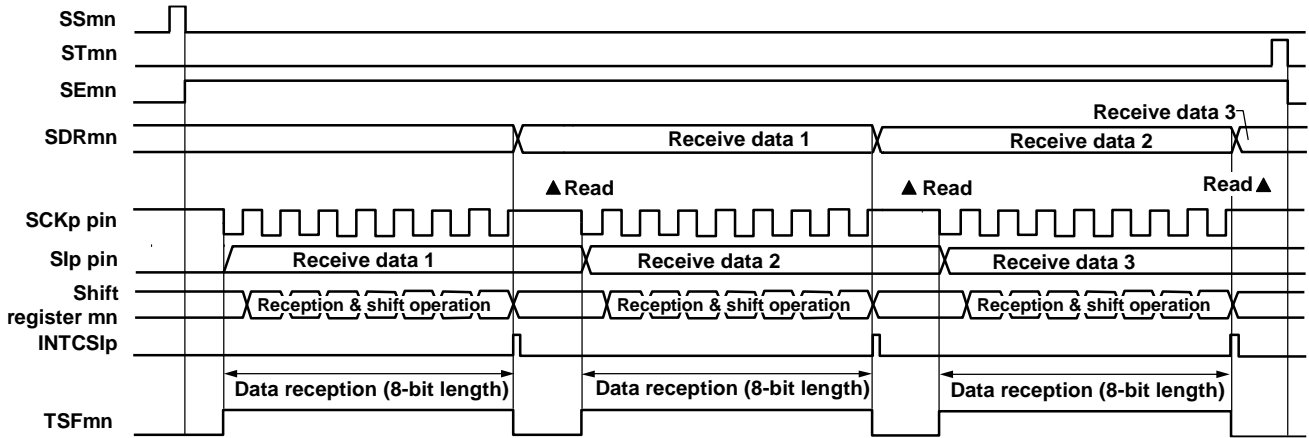 SSmn
STmn
SEmn
Receive data 3
SDRmn
Receive data 1
Receive data 2
▲ Read
▲ Read
Read ▲
SCKp pin
SIp pin
Receive data 1
Receive data 2
Receive data 3
Shift
register mn
Reception & shift operation
Reception & shift operation
Reception & shift operation
INTCSIp
Data reception (8-bit length)
Data reception (8-bit length)
Data reception (8-bit length)
TSFmn